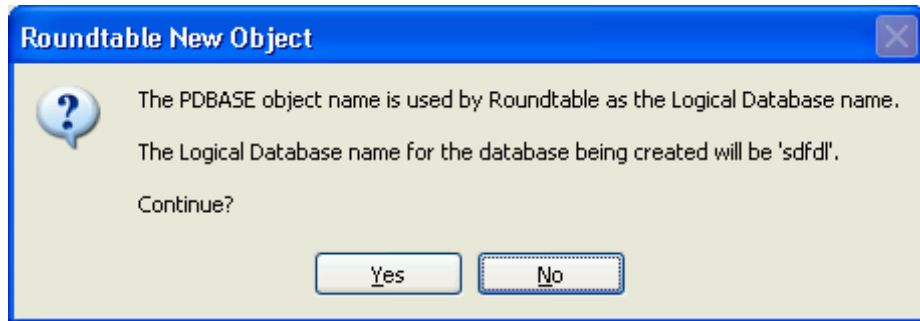 Roundtable New Object
The PDBASE object name is used by Roundtable as the Logical Database name.
The Logical Database name for the database being created will be 'sdfdl'.
Continue?
Yes
No